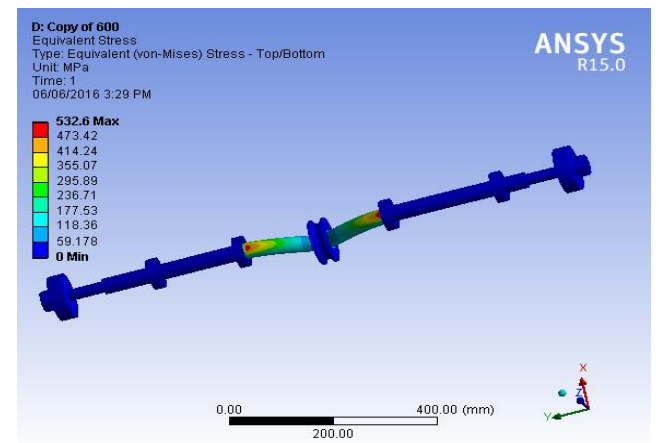 D: Copy of 600
Equivalent Stress
Type: Equivalent (von-Mises) Stress - Top/Bottom
Unit: MPa
Time: 1
06/06/2016 3:29 PM
ANSYS
R15.0
532.6 Max
473.42
414.24
355.07
295.89
236.71
177.53
118.36
59.178
0 Min
0.00
400.00 (mm)
200.00
X
Z
Y